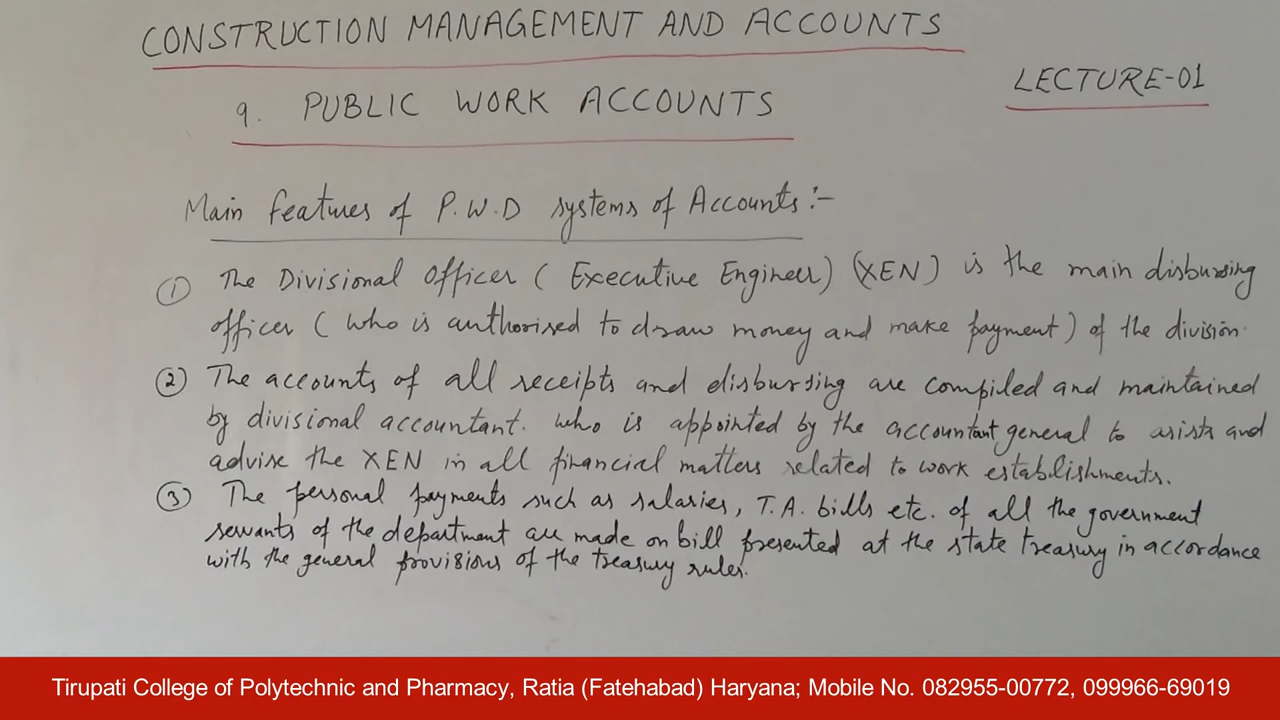 CONSTRUCTION MANAGEMENT AND ACCOUNTS
LECTURE-01
9. PUBLIC WORK ACCOUNTS
Main features of P.W.D systems of Accounts:-
① The Divisional Officer ( Executive Engineer) (XEN) is the main disbursing
officer ( who is authorised to draw money and make payment) of the division.
② The accounts of all receipts and disbursing are compiled and maintained
by divisional accountant. who is appointed by the accountant general to asists and
advise the XEN in all financial matters related to work establishments.
③ The personal payments such as salaries, T.A. bills etc. of all the government
servants of the department are made on bill presented at the state treasury in accordance
with the general provisions of the treasury rules.
Tirupati College of Polytechnic and Pharmacy, Ratia (Fatehabad) Haryana; Mobile No. 082955-00772, 099966-69019